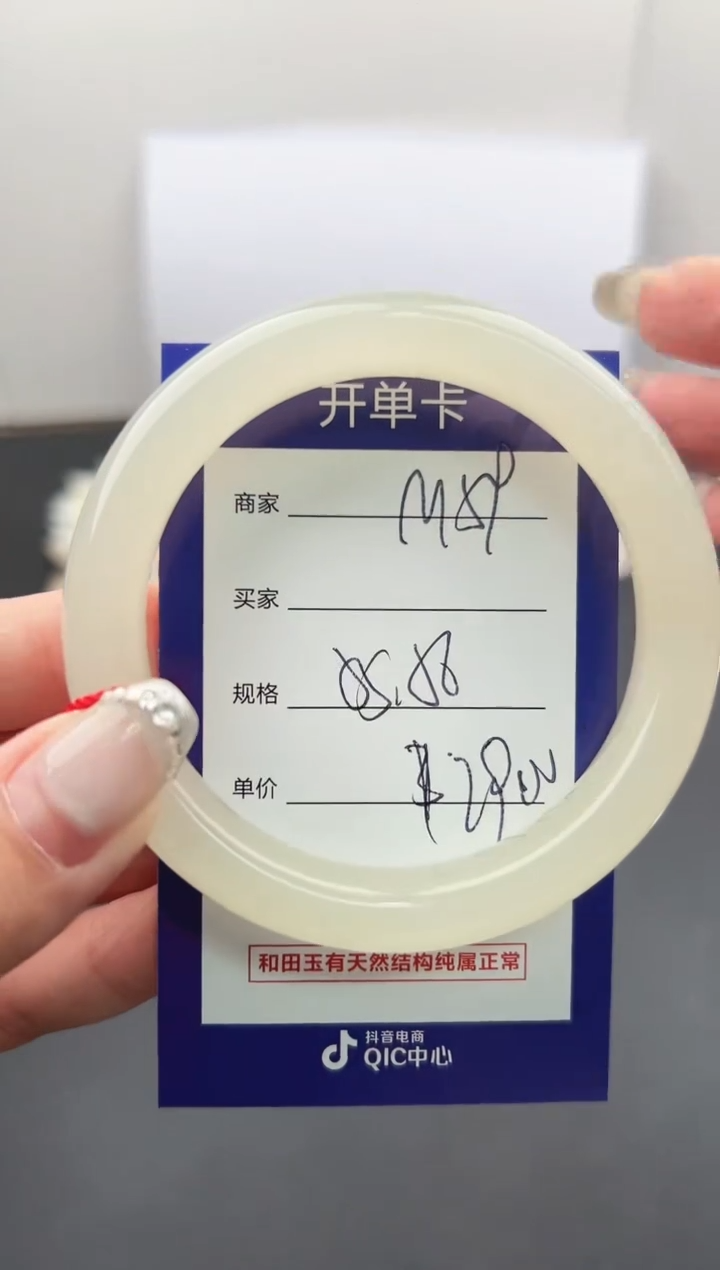 开单卡
商家
买家
规格
单价
和田玉有天然结构纯属正常
抖音电商
QIC中心